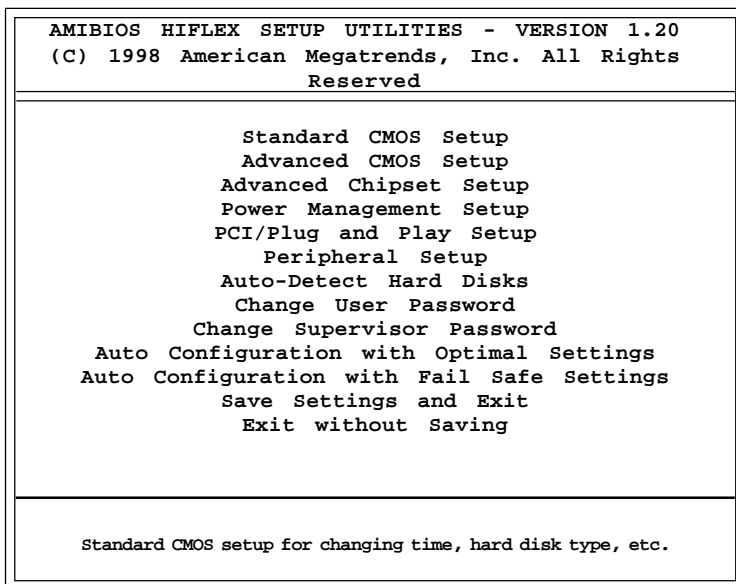 AMIBIOS HIFLEX SETUP UTILITIES - VERSION 1.20
(C) 1998 American Megatrends, Inc. All Rights
Reserved
Standard CMOS Setup
Advanced CMOS Setup
Advanced Chipset Setup
Power Management Setup
PCI/Plug and Play Setup
Peripheral Setup
Auto-Detect Hard Disks
Change User Password
Change Supervisor Password
Auto Configuration with Optimal Settings
Auto Configuration with Fail Safe Settings
Save Settings and Exit
Exit without Saving
Standard CMOS setup for changing time, hard disk type, etc.